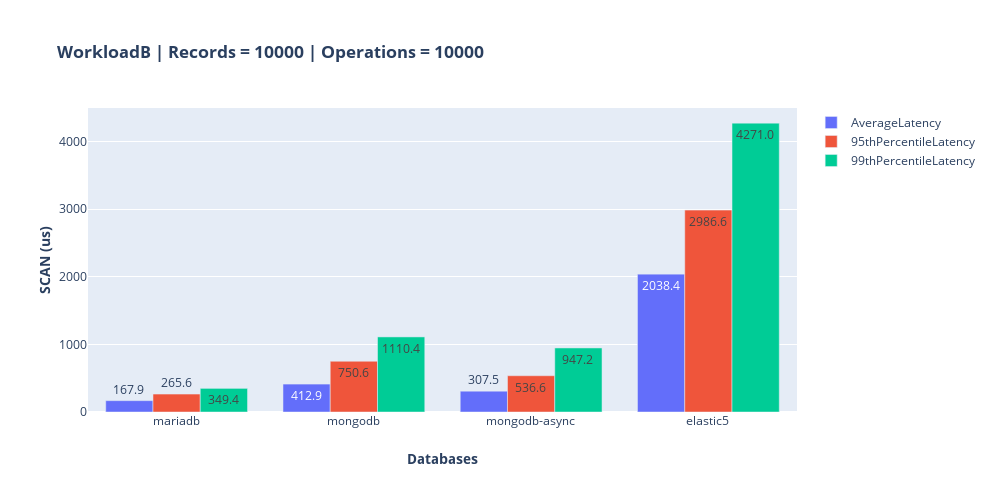 WorkloadB | Records = 10000 | Operations = 10000
AverageLatency
95thPercentileLatency
99thPercentileLatency
SCAN (us)
4000
3000
2000
1000
0
167.9
265.6
349.4
412.9
750.6
1110.4
307.5
536.6
947.2
2038.4
2986.6
4271.0
mariadb
mongodb
mongodb-async
elastic5
Databases